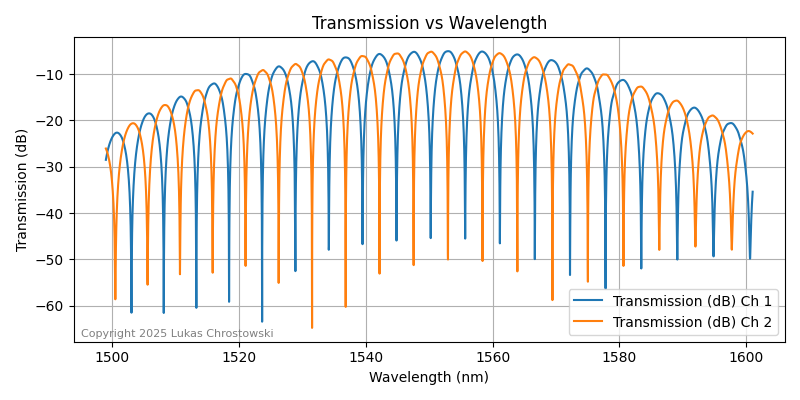 Transmission vs Wavelength
Transmission (dB)
−10
−20
−30
−40
−50
−60
Copyright 2025 Lukas Chrostowski
Transmission (dB) Ch 1
Transmission (dB) Ch 2
1500 1520 1540 1560 1580 1600
Wavelength (nm)